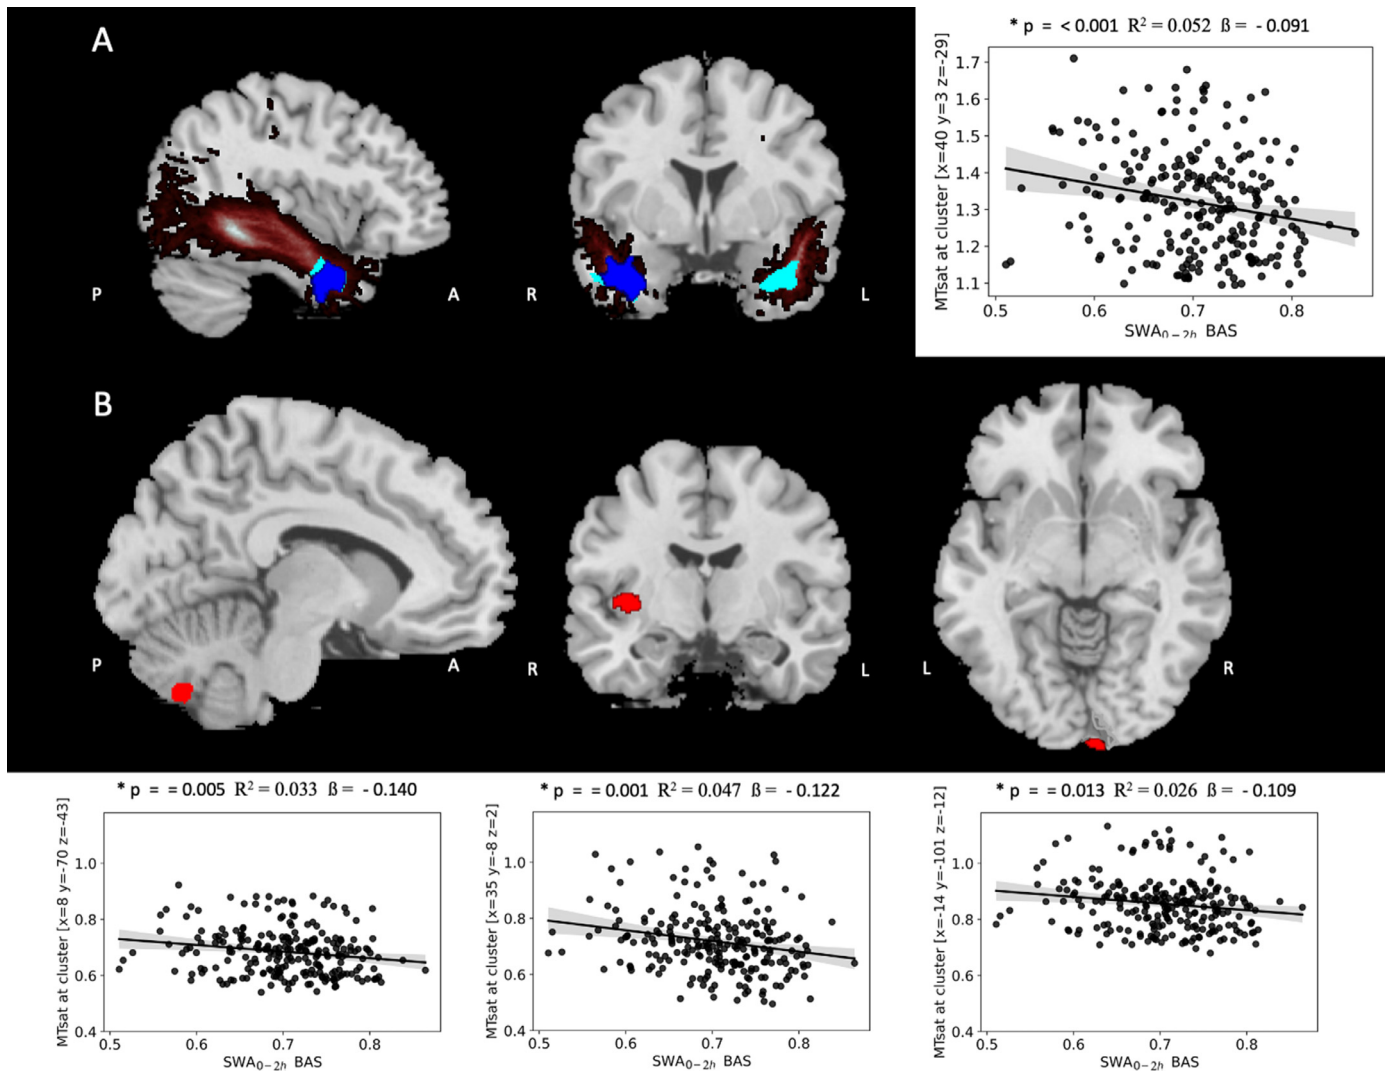 A
P
A
R
L
* p = < 0.001 R² = 0.052 ß = - 0.091
MTsat at cluster [x=40 y=3 z=-29]
1.7
1.6
1.5
1.4
1.3
1.2
1.1
0.5 0.6 0.7 0.8
SWA₀₋₂ₕ BAS
B
P
A
R
L
L
R
* p = = 0.005 R² = 0.033 ß = - 0.140
MTsat at cluster [x=8 y=-70 z=-43]
1.0
0.8
0.6
0.4
0.5 0.6 0.7 0.8
SWA₀₋₂ₕ BAS
* p = = 0.001 R² = 0.047 ß = - 0.122
MTsat at cluster [x=35 y=-8 z=2]
1.0
0.8
0.6
0.4
0.5 0.6 0.7 0.8
SWA₀₋₂ₕ BAS
* p = = 0.013 R² = 0.026 ß = - 0.109
MTsat at cluster [x=-14 y=-101 z=-12]
1.0
0.8
0.6
0.4
0.5 0.6 0.7 0.8
SWA₀₋₂ₕ BAS